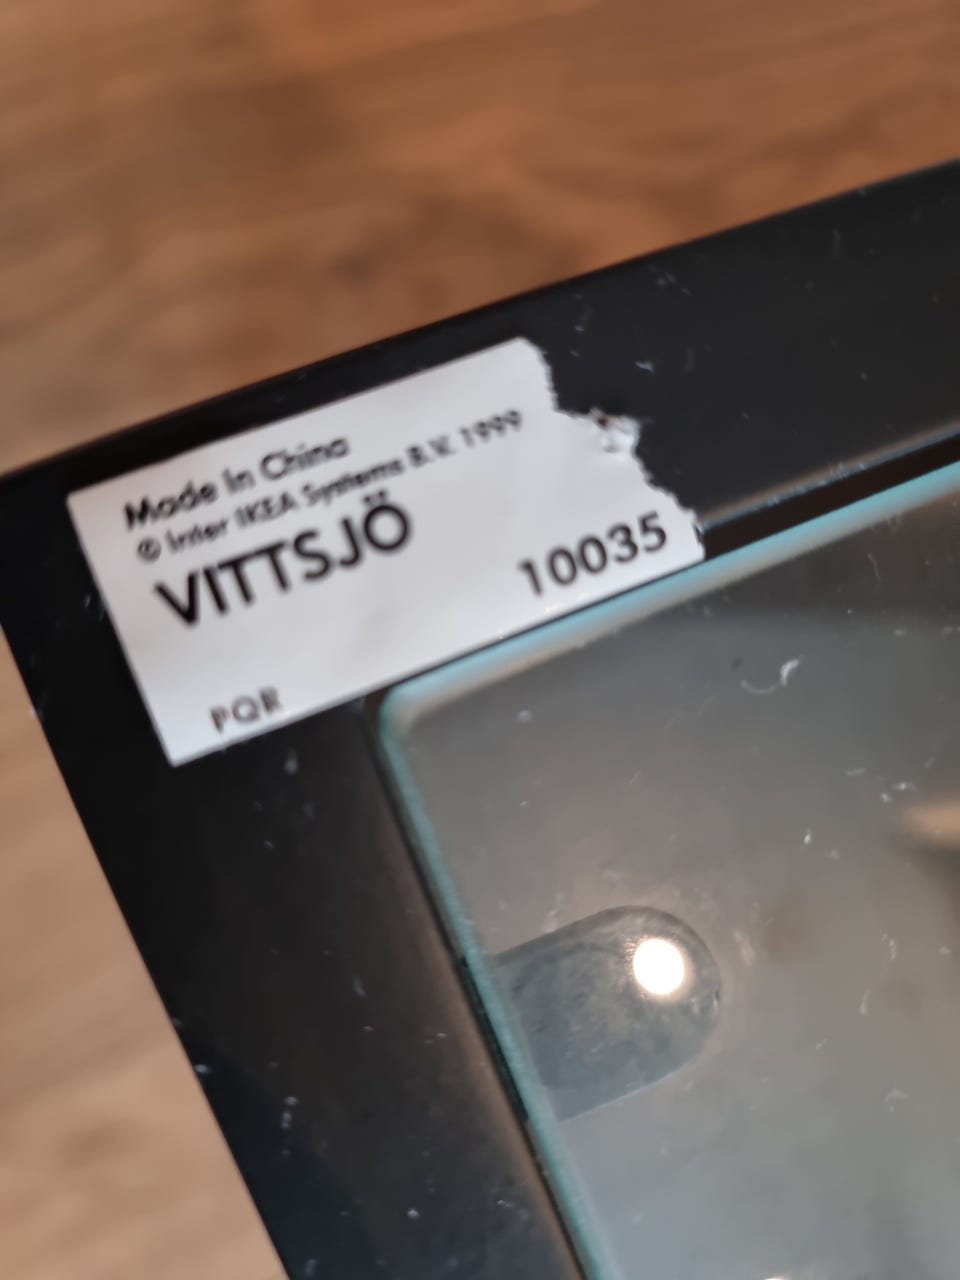 Made in China
© Inter IKEA Systems B.V. 1999
VITTSJÖ
10035
PQR